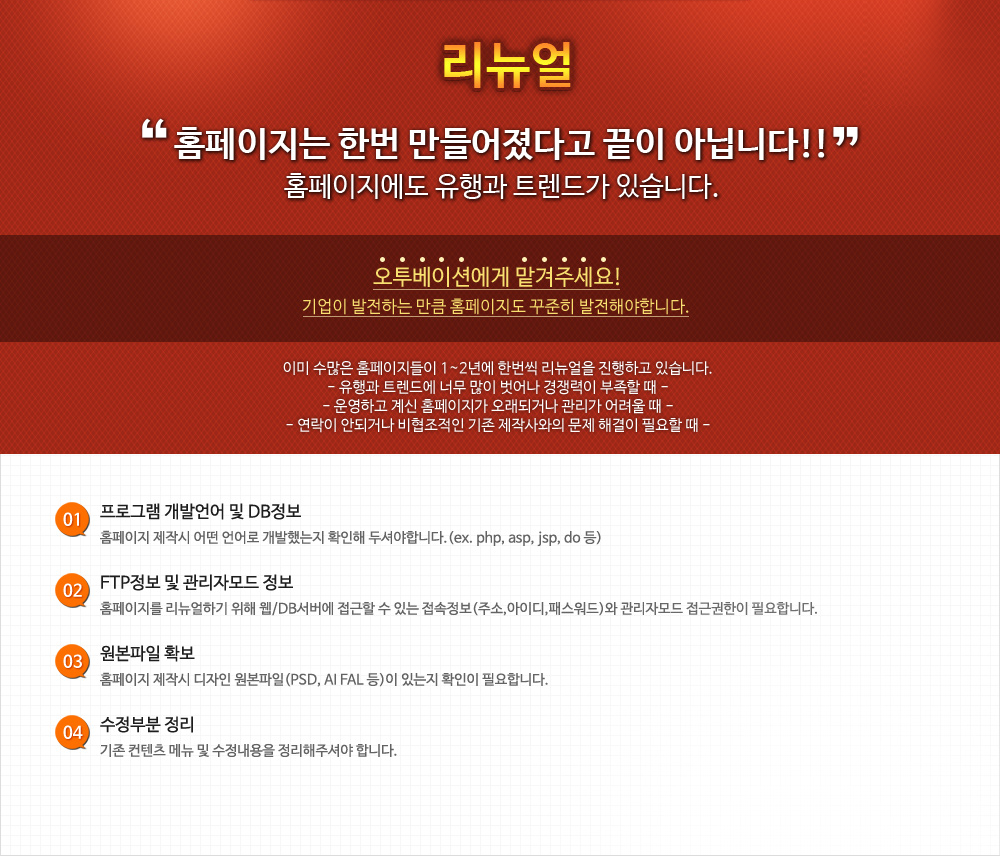 리뉴얼
❝ 홈페이지는 한번 만들어졌다고 끝이 아닙니다!! ❞
홈페이지에도 유행과 트렌드가 있습니다.
오투베이션에게 맡겨주세요!
기업이 발전하는 만큼 홈페이지도 꾸준히 발전해야합니다.
이미 수많은 홈페이지들이 1~2년에 한번씩 리뉴얼을 진행하고 있습니다.
- 유행과 트렌드에 너무 많이 벗어나 경쟁력이 부족할 때 -
- 운영하고 계신 홈페이지가 오래되거나 관리가 어려울 때 -
- 연락이 안되거나 비협조적인 기존 제작사와의 문제 해결이 필요할 때 -
01 프로그램 개발언어 및 DB정보
홈페이지 제작시 어떤 언어로 개발했는지 확인해 두셔야합니다.(ex. php, asp, jsp, do 등)
02 FTP정보 및 관리자모드 정보
홈페이지를 리뉴얼하기 위해 웹/DB서버에 접근할 수 있는 접속정보(주소,아이디,패스워드)와 관리자모드 접근권한이 필요합니다.
03 원본파일 확보
홈페이지 제작시 디자인 원본파일(PSD, AI FAL 등)이 있는지 확인이 필요합니다.
04 수정부분 정리
기존 컨텐츠 메뉴 및 수정내용을 정리해주셔야 합니다.